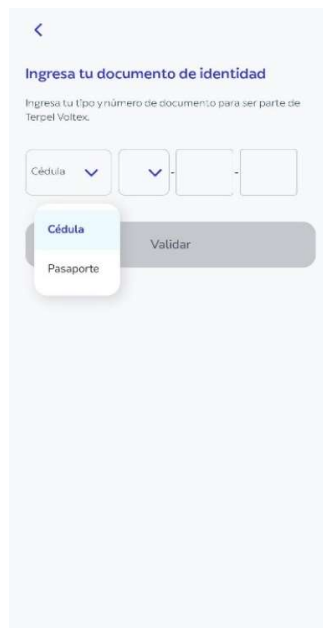 Ingresa tu documento de identidad
Ingresa tu tipo y número de documento para ser parte de
Terpel Voltex.
Cédula - -
Cédula
Validar
Pasaporte